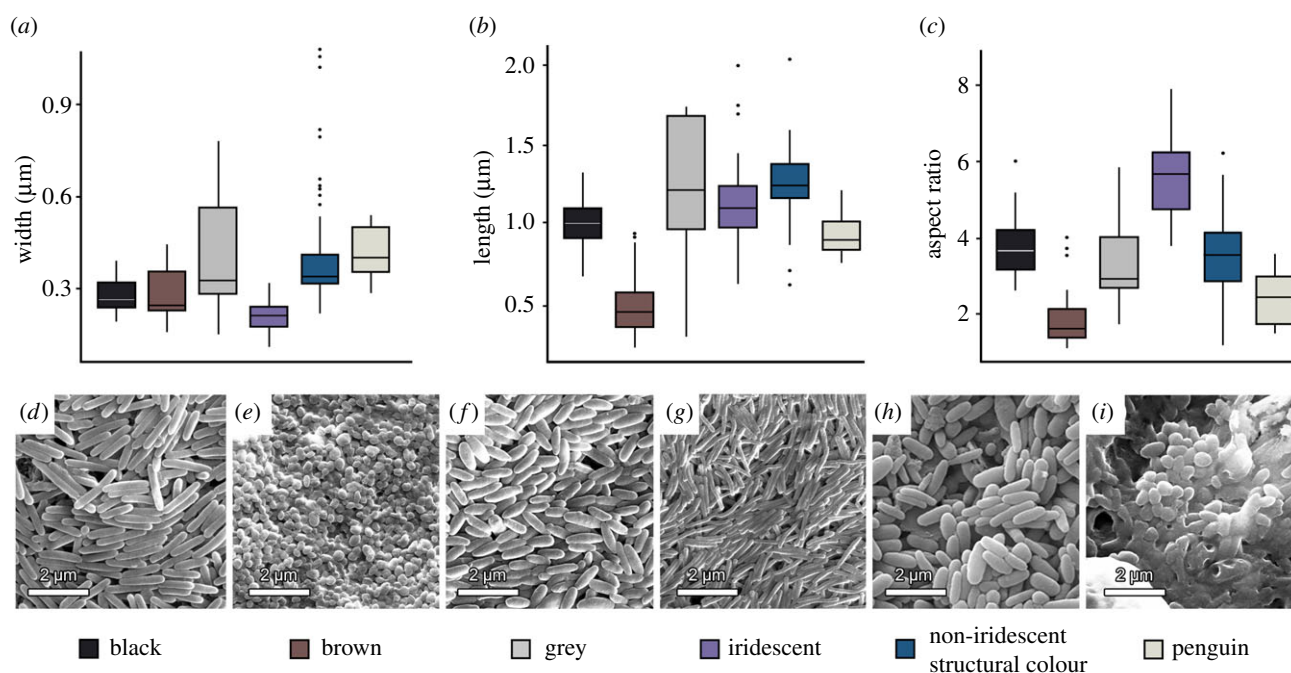 (a)
(b)
(c)
width (µm)
0.9
0.6
0.3
length (µm)
2.0
1.5
1.0
0.5
aspect ratio
8
6
4
2
(d)
(e)
(f)
(g)
(h)
(i)
2 µm
2 µm
2 µm
2 µm
2 µm
2 µm
black
brown
grey
iridescent
non-iridescent
structural colour
penguin